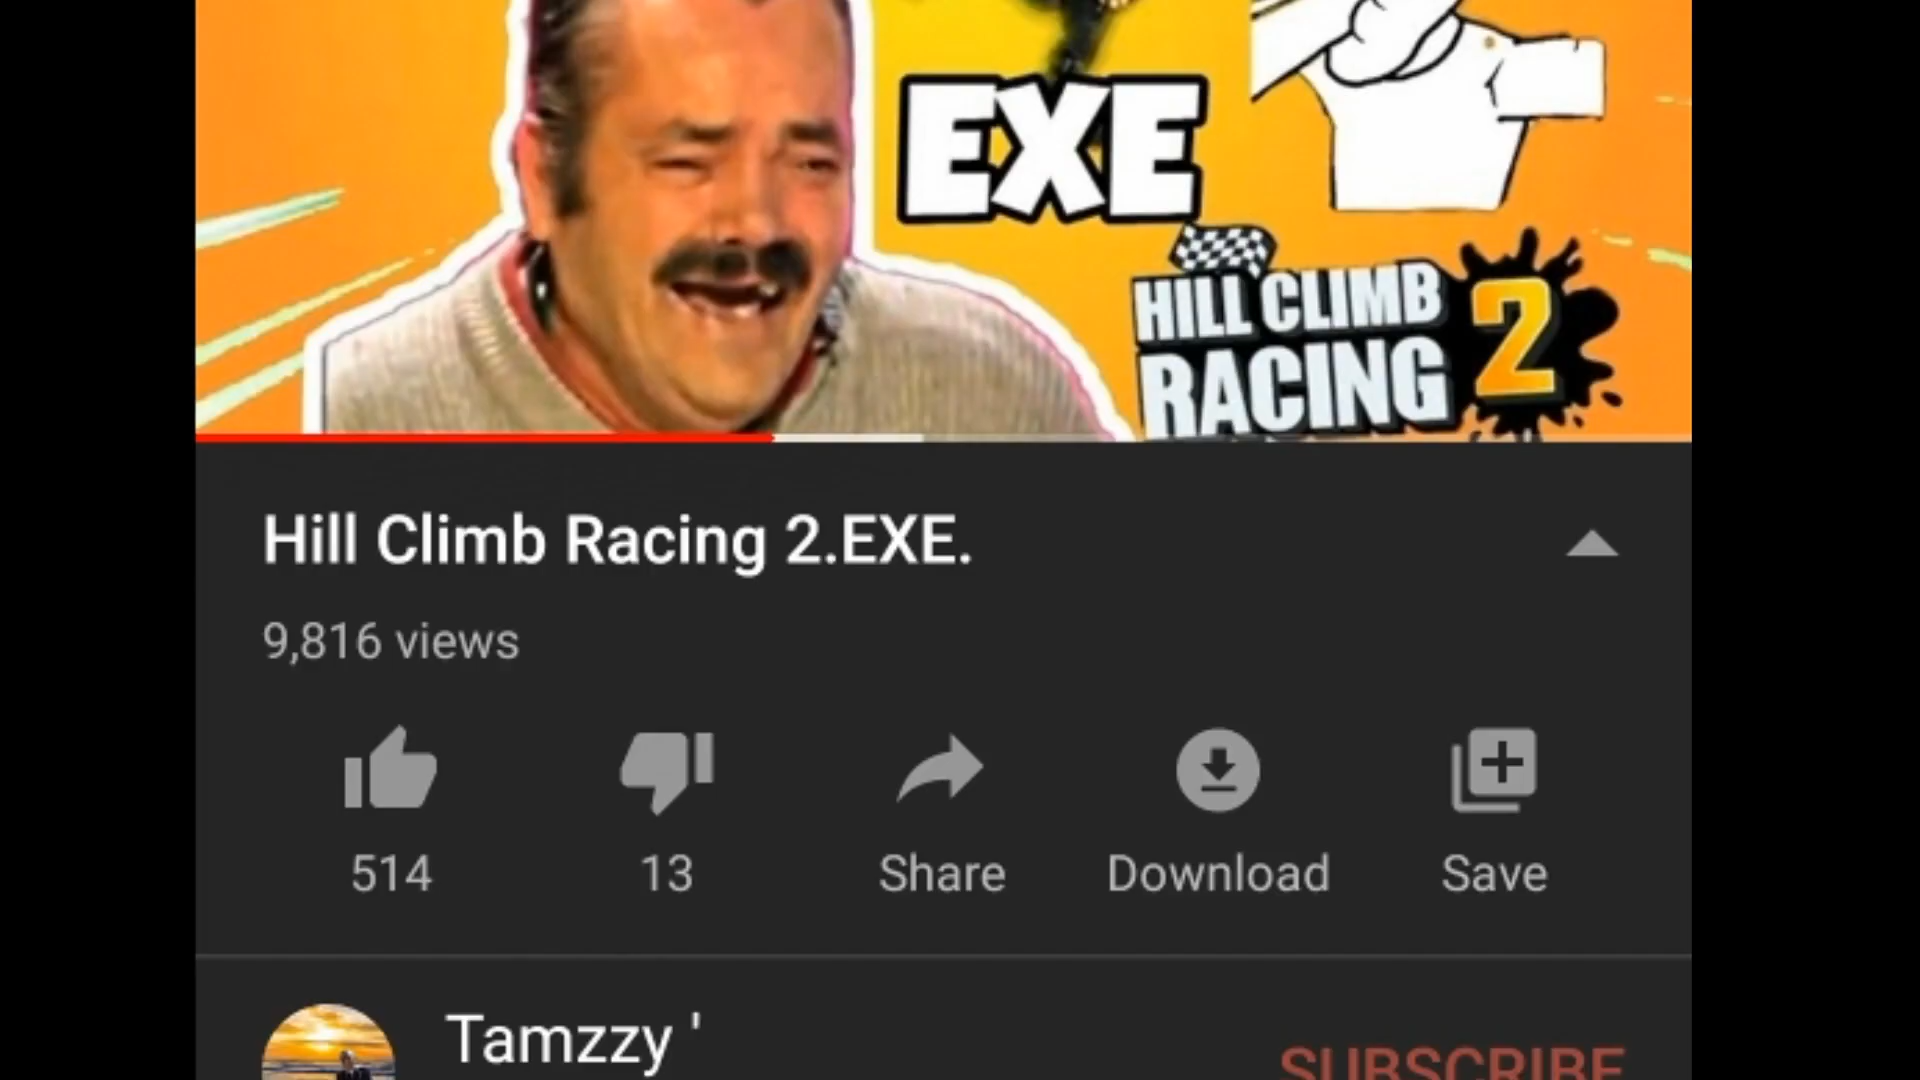 EXE
HILL CLIMB
RACING 2
Hill Climb Racing 2.EXE.
9,816 views
514 13 Share Download Save
Tamzzy '
SUBSCRIBE